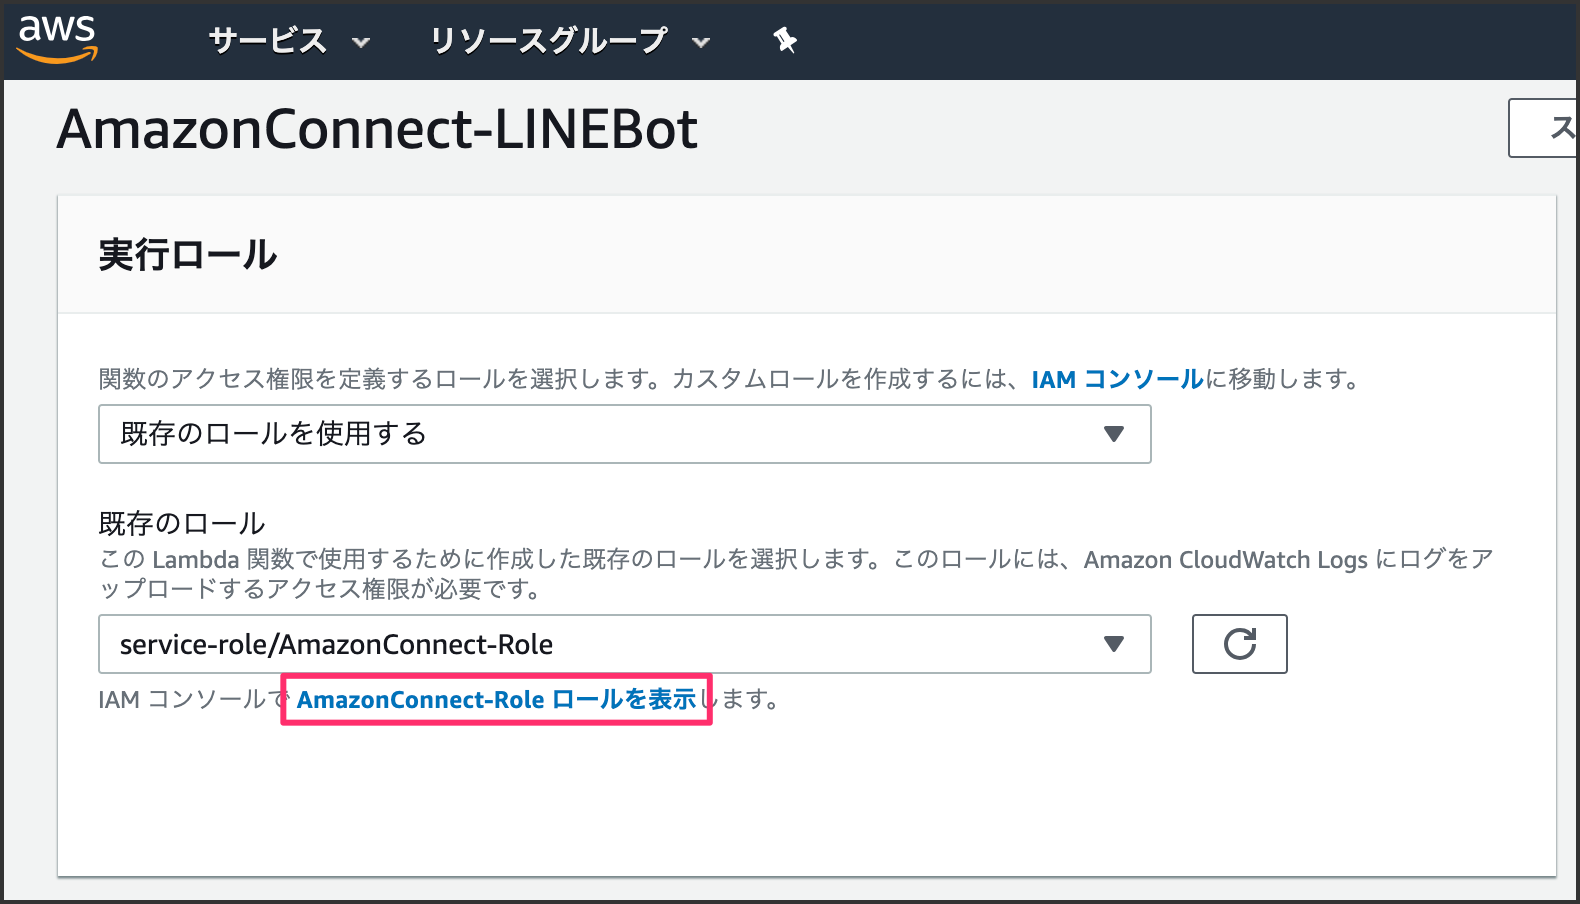 aws サービス リソースグループ
AmazonConnect-LINEBot
ス
実行ロール
関数のアクセス権限を定義するロールを選択します。カスタムロールを作成するには、IAM コンソールに移動します。
既存のロールを使用する
既存のロール
この Lambda 関数で使用するために作成した既存のロールを選択します。このロールには、Amazon CloudWatch Logs にログをア
ップロードするアクセス権限が必要です。
service-role/AmazonConnect-Role
IAM コンソールで AmazonConnect-Role ロールを表示します。